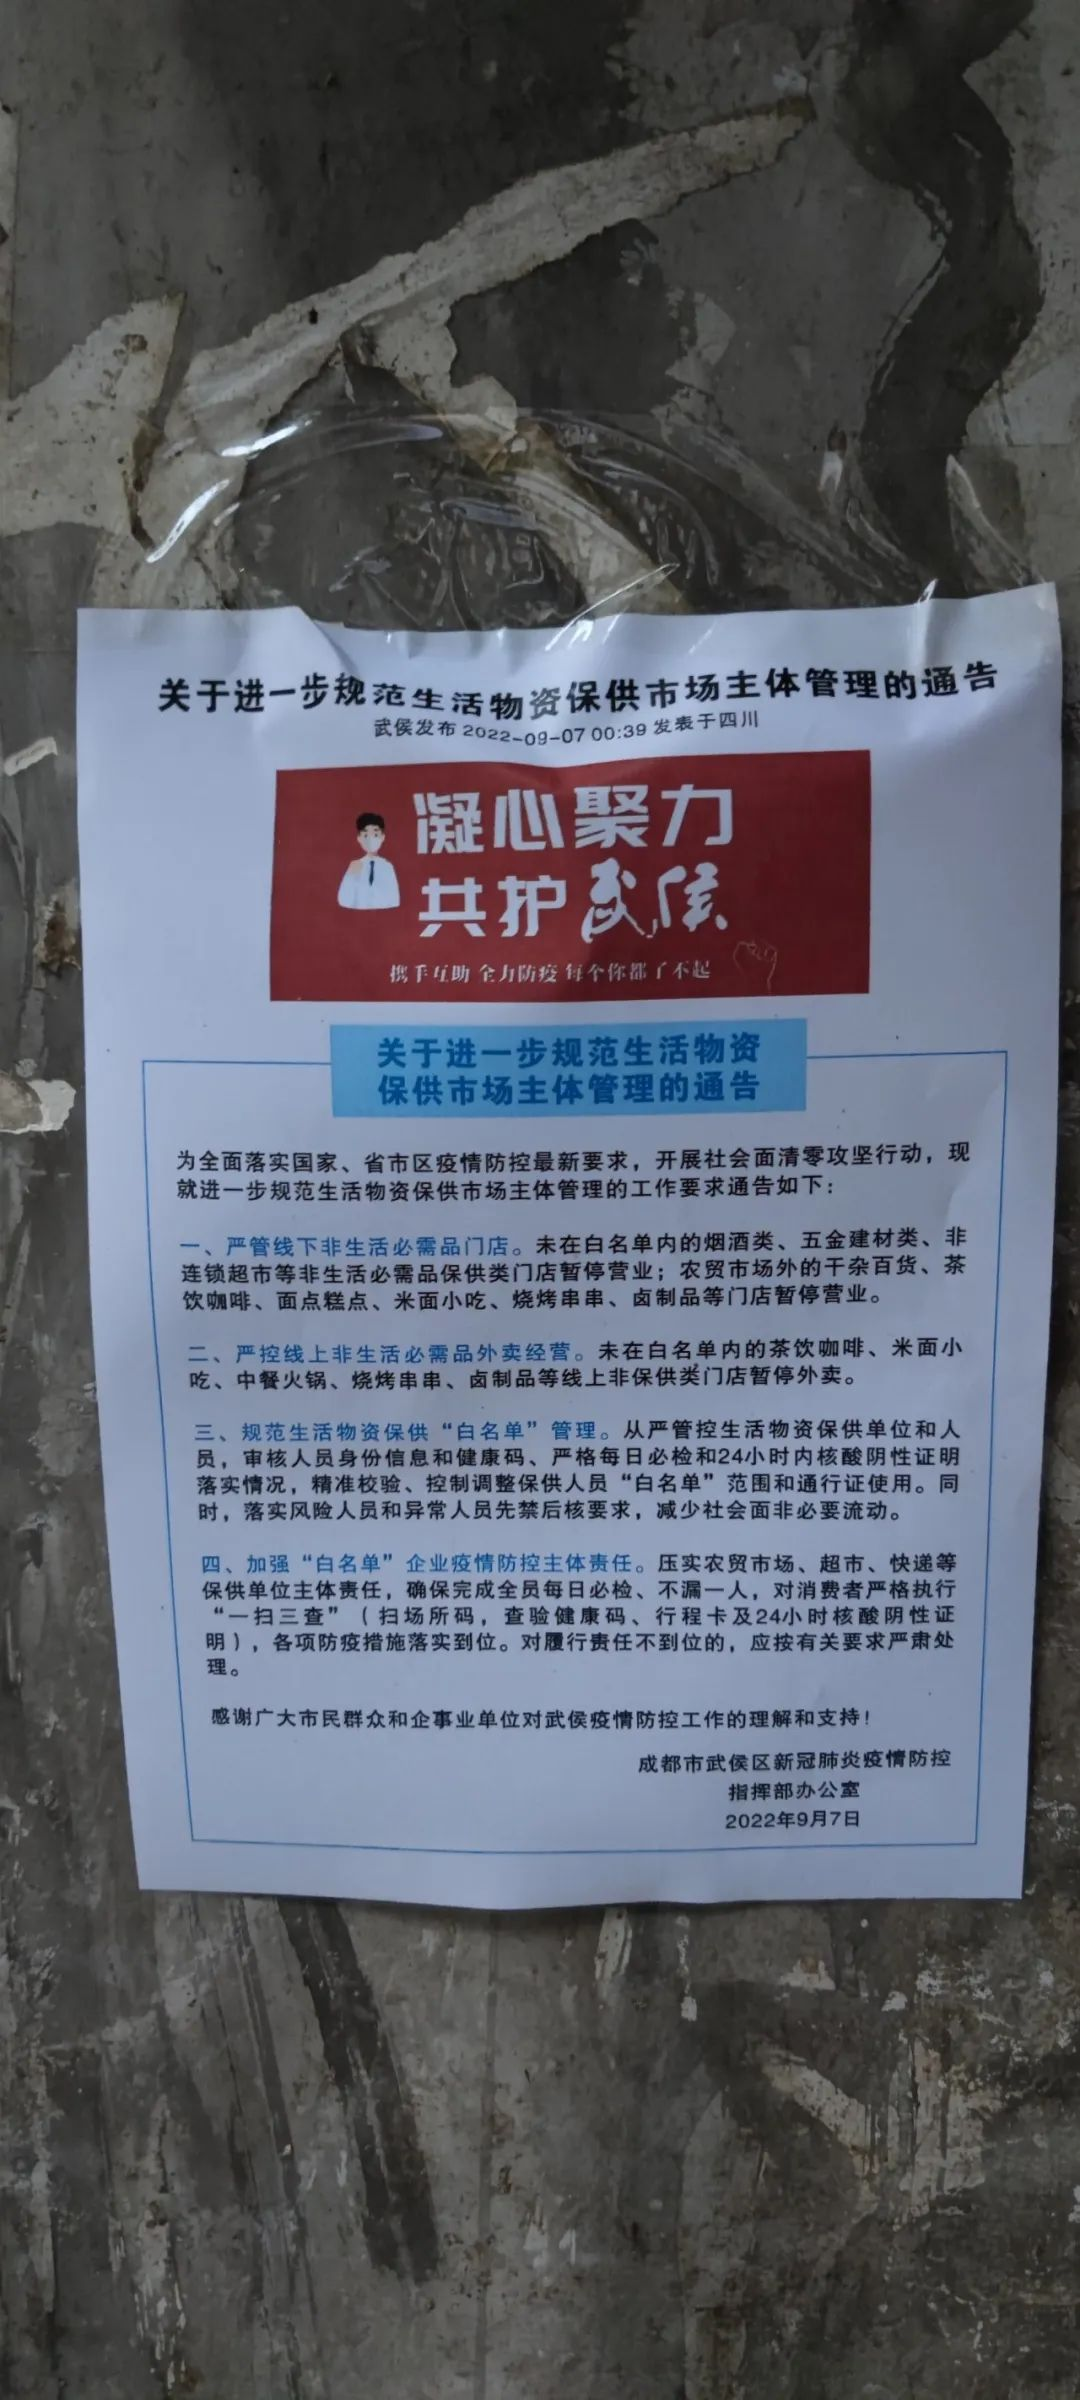 关于进一步规范生活物资保供市场主体管理的通告
武侯发布 2022-09-07 00:39 发表于四川
凝心聚力
共护武侯
携手互助 全力防疫 每个你都了不起
关于进一步规范生活物资
保供市场主体管理的通告
为全面落实国家、省市区疫情防控最新要求，开展社会面清零攻坚行动，现
就进一步规范生活物资保供市场主体管理的工作要求通告如下：
一、严管线下非生活必需品门店。未在白名单内的烟酒类、五金建材类、非
连锁超市等非生活必需品保供类门店暂停营业；农贸市场外的干杂百货、茶
饮咖啡、面点糕点、米面小吃、烧烤串串、卤制品等门店暂停营业。
二、严控线上非生活必需品外卖经营。未在白名单内的茶饮咖啡、米面小
吃、中餐火锅、烧烤串串、卤制品等线上非保供类门店暂停外卖。
三、规范生活物资保供“白名单”管理。从严管控生活物资保供单位和人
员，审核人员身份信息和健康码、严格每日必检和24小时内核酸阴性证明
落实情况，精准校验、控制调整保供人员“白名单”范围和通行证使用。同
时，落实风险人员和异常人员先禁后核要求，减少社会面非必要流动。
四、加强“白名单”企业疫情防控主体责任。压实农贸市场、超市、快递等
保供单位主体责任，确保完成全员每日必检、不漏一人，对消费者严格执行
“一扫三查”（扫场所码，查验健康码、行程卡及24小时核酸阴性证
明），各项防疫措施落实到位。对履行责任不到位的，应按有关要求严肃处
理。
感谢广大市民群众和企事业单位对武侯疫情防控工作的理解和支持！
成都市武侯区新冠肺炎疫情防控
指挥部办公室
2022年9月7日